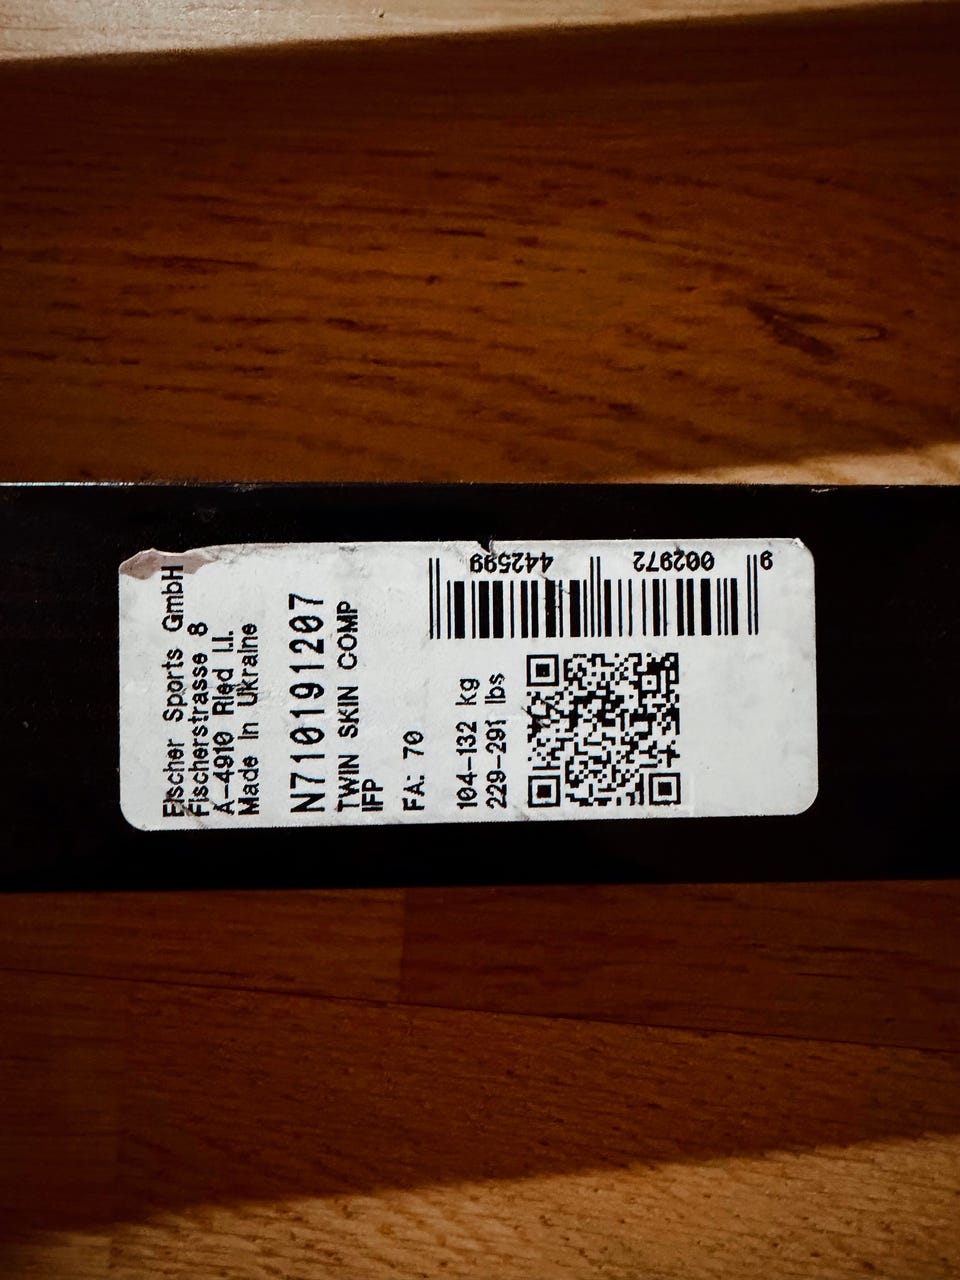 Fischer Sports GmbH
Fischerstrasse 8
A-4910 Ried i.I.
Made in Ukraine
N710191207
TWIN SKIN COMP
IFP
FA: 70
104-132 kg
229-291 lbs
9 002972 442599